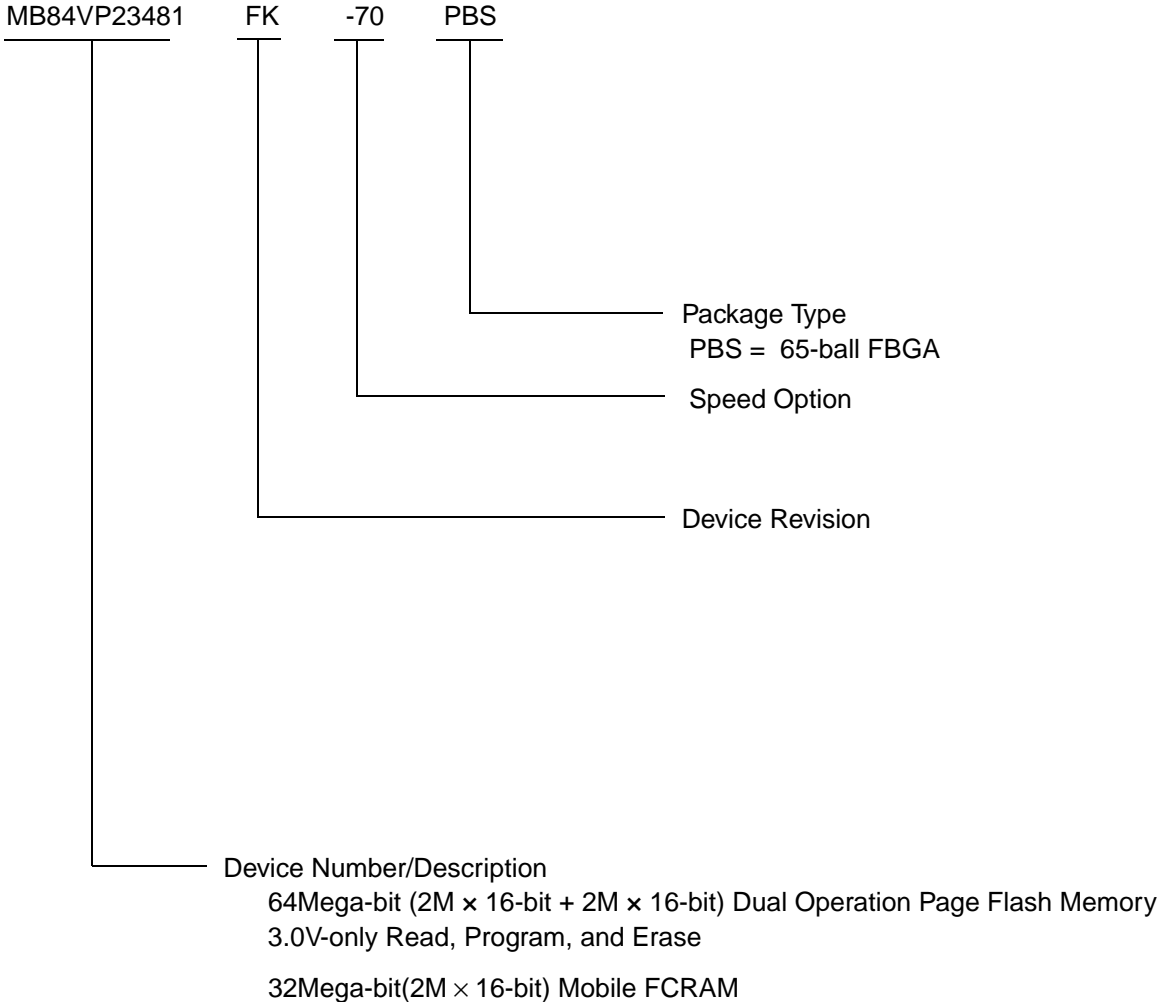 MB84VP23481 FK -70 PBS
Package Type
PBS = 65-ball FBGA
Speed Option
Device Revision
Device Number/Description
64Mega-bit (2M × 16-bit + 2M × 16-bit) Dual Operation Page Flash Memory
3.0V-only Read, Program, and Erase
32Mega-bit(2M × 16-bit) Mobile FCRAM